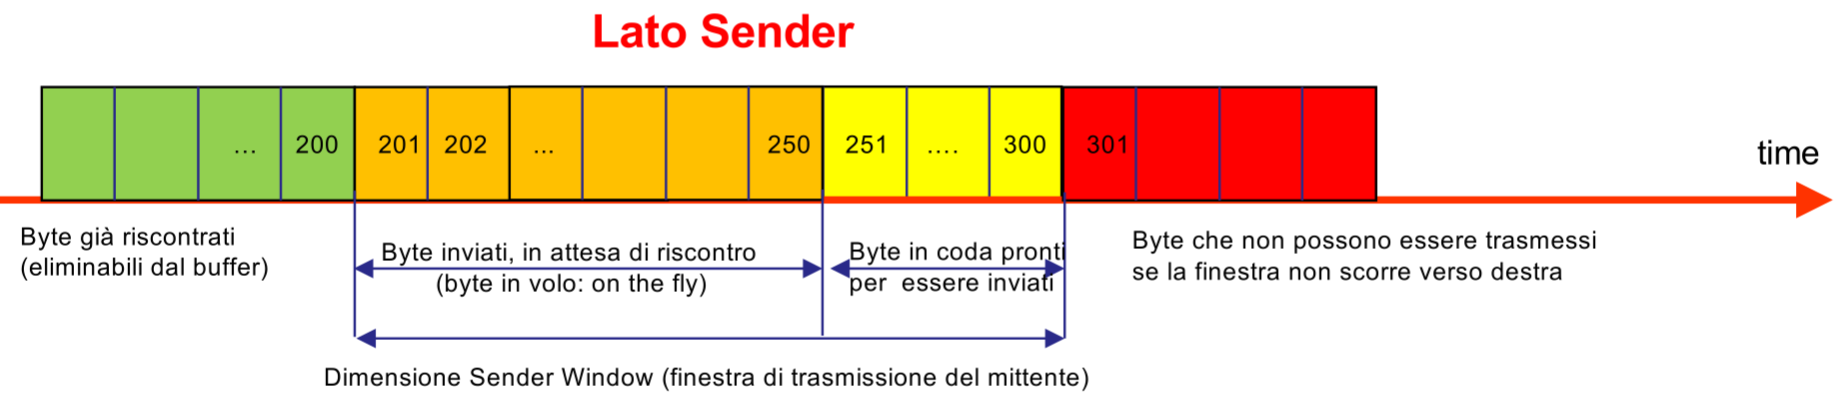 Lato Sender
... 200 201 202 ... 250 251 .... 300 301
time
Byte già riscontrati
(eliminabili dal buffer)
Byte inviati, in attesa di riscontro
(byte in volo: on the fly)
Byte in coda pronti
per essere inviati
Byte che non possono essere trasmessi
se la finestra non scorre verso destra
Dimensione Sender Window (finestra di trasmissione del mittente)